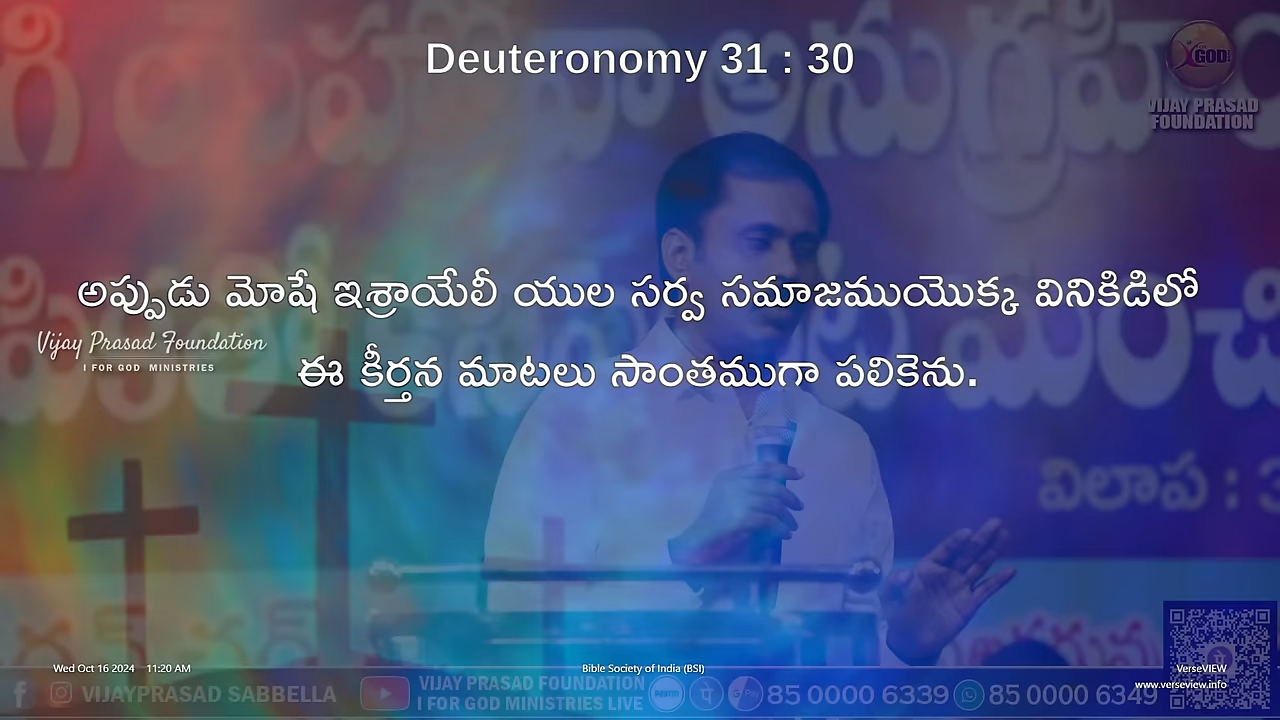 Deuteronomy 31 : 30
GOD
VIJAY PRASAD
FOUNDATION
అప్పుడు మోషే ఇశ్రాయేలీ యుల సర్వ సమాజముయొక్క వినికిడిలో
ఈ కీర్తన మాటలు సాంతముగా పలికెను.
Vijay Prasad Foundation
I FOR GOD MINISTRIES
విలాప : 3
Wed Oct 16 2024 11:20 AM
Bible Society of India (BSI)
VerseVIEW
www.verseview.info
VIJAYPRASAD SABBELLA
VIJAY PRASAD FOUNDATION
I FOR GOD MINISTRIES LIVE
85 0000 6339
85 0000 6349